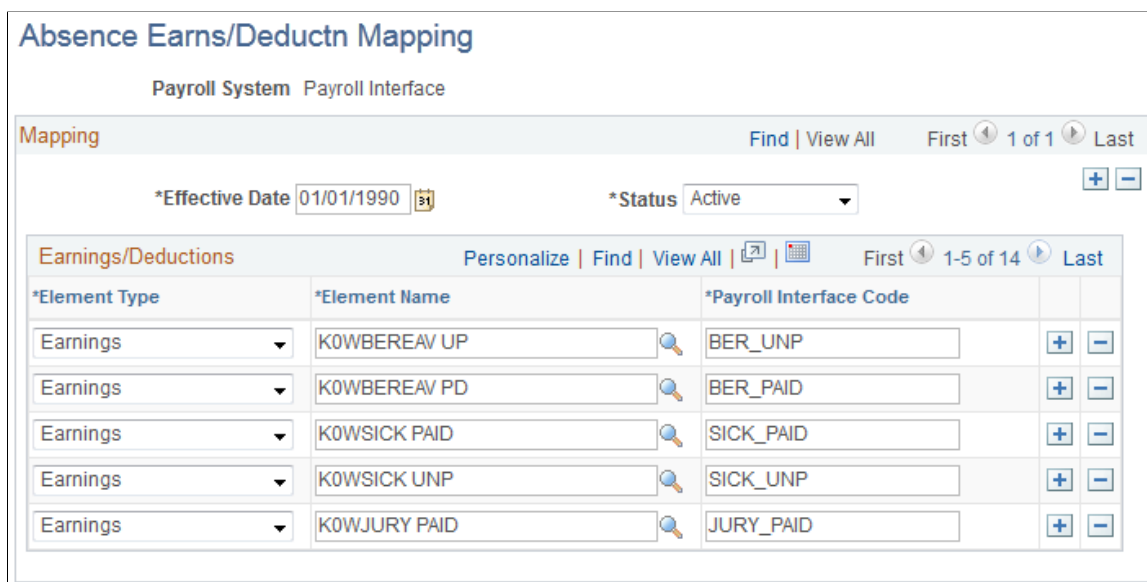 Absence Earns/Deductn Mapping
Payroll System Payroll Interface
Mapping Find | View All First 1 of 1 Last
*Effective Date 01/01/1990 31 *Status Active
Earnings/Deductions Personalize | Find | View All | | First 1-5 of 14 Last
*Element Type *Element Name *Payroll Interface Code
Earnings K0WBEREAV UP BER_UNP
Earnings K0WBEREAV PD BER_PAID
Earnings K0WSICK PAID SICK_PAID
Earnings K0WSICK UNP SICK_UNP
Earnings K0WJURY PAID JURY_PAID